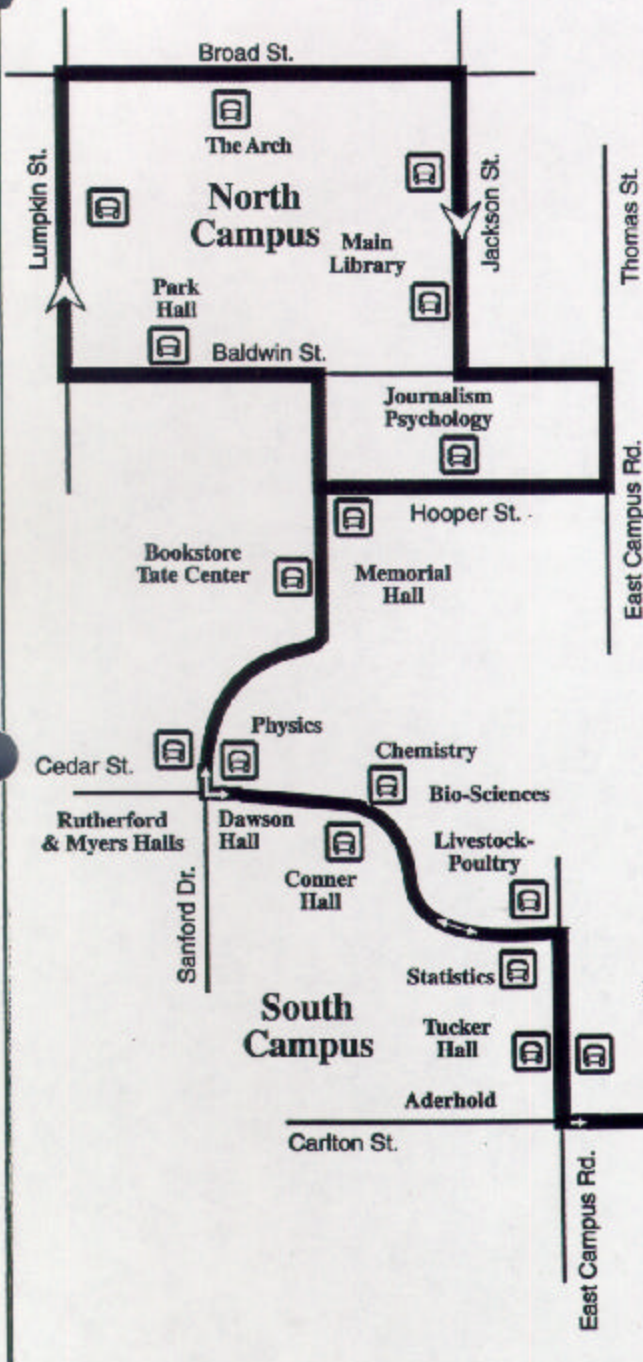 Broad St.
The Arch
Lumpkin St.
North
Campus
Jackson St.
Thomas St.
Main
Library
Park
Hall
Baldwin St.
Journalism
Psychology
East Campus Rd.
Hooper St.
Bookstore
Tate Center
Memorial
Hall
Physics
Cedar St.
Chemistry
Bio-Sciences
Rutherford
& Myers Halls
Dawson
Hall
Livestock-
Poultry
Conner
Hall
Sanford Dr.
Statistics
South
Campus
Tucker
Hall
Aderhold
Carlton St.
East Campus Rd.